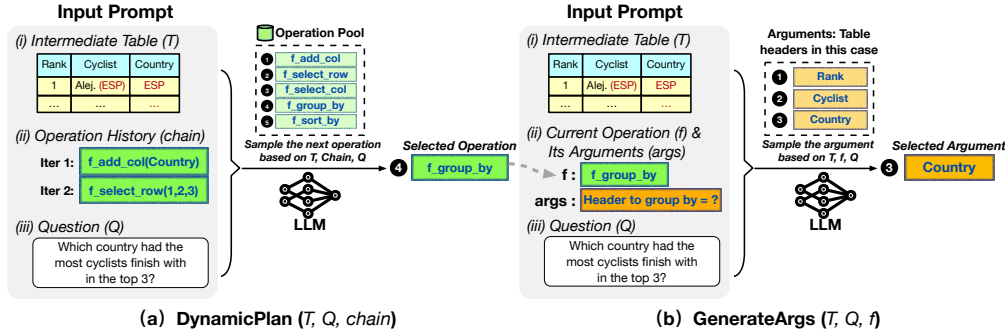 Input Prompt
(i) Intermediate Table (T)
Rank Cyclist Country
1 Alej. (ESP) ESP
... ... ...
(ii) Operation History (chain)
Iter 1: f_add_col(Country)
Iter 2: f_select_row(1,2,3)
(iii) Question (Q)
Which country had the
most cyclists finish with
in the top 3?
Operation Pool
1 f_add_col
2 f_select_row
3 f_select_col
4 f_group_by
5 f_sort_by
Sample the next operation
based on T, Chain, Q
LLM
Selected Operation
4 f_group_by
(a) DynamicPlan (T, Q, chain)
Input Prompt
(i) Intermediate Table (T)
Rank Cyclist Country
1 Alej. (ESP) ESP
... ... ...
(ii) Current Operation (f) &
Its Arguments (args)
f : f_group_by
args : Header to group by = ?
(iii) Question (Q)
Which country had the
most cyclists finish with
in the top 3?
Arguments: Table
headers in this case
1 Rank
2 Cyclist
3 Country
Sample the argument
based on T, f, Q
LLM
Selected Argument
3 Country
(b) GenerateArgs (T, Q, f)